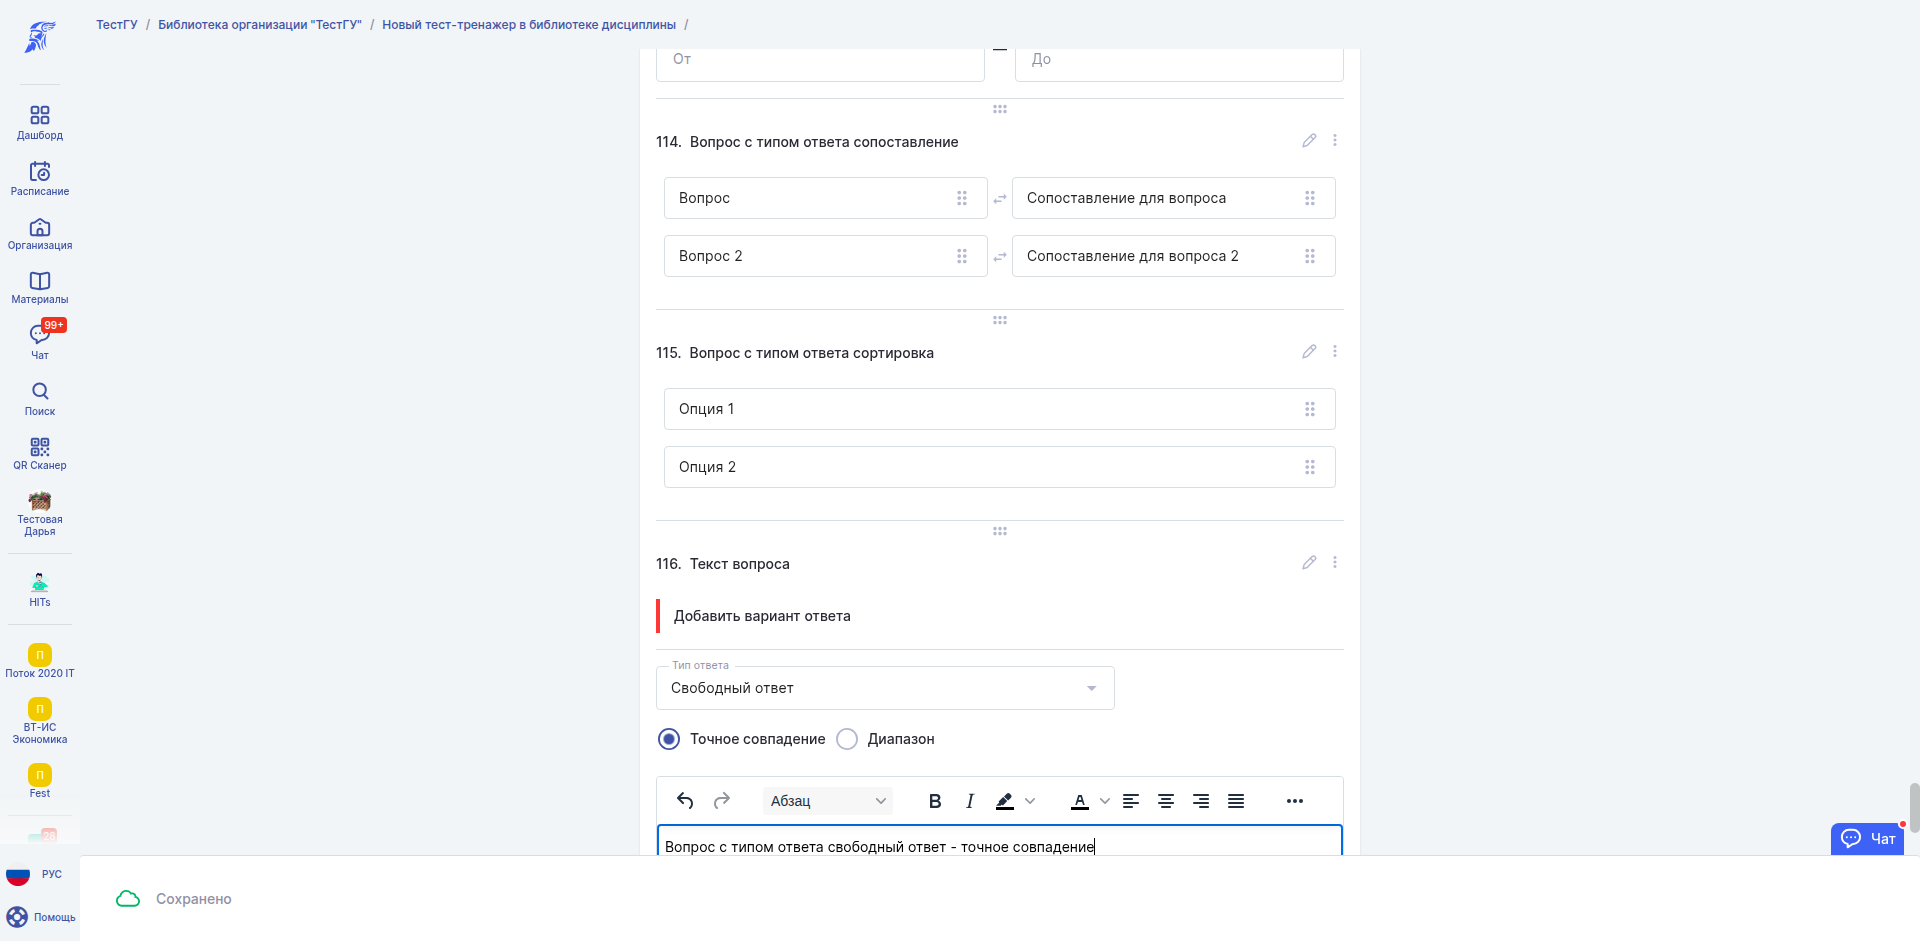 ТестГУ / Библиотека организации "ТестГУ" / Новый тест-тренажер в библиотеке дисциплины /
Дашборд
Расписание
Организация
Материалы
99+
Чат
Поиск
QR Сканер
Тестовая
Дарья
HITs
П
Поток 2020 IT
П
ВТ-ИС
Экономика
П
Fest
28
РУС
Помощь
От
До
114. Вопрос с типом ответа сопоставление
Вопрос
Сопоставление для вопроса
Вопрос 2
Сопоставление для вопроса 2
115. Вопрос с типом ответа сортировка
Опция 1
Опция 2
116. Текст вопроса
Добавить вариант ответа
Тип ответа
Свободный ответ
Точное совпадение
Диапазон
Абзац
B I A
Вопрос с типом ответа свободный ответ - точное совпадение
Чат
Сохранено